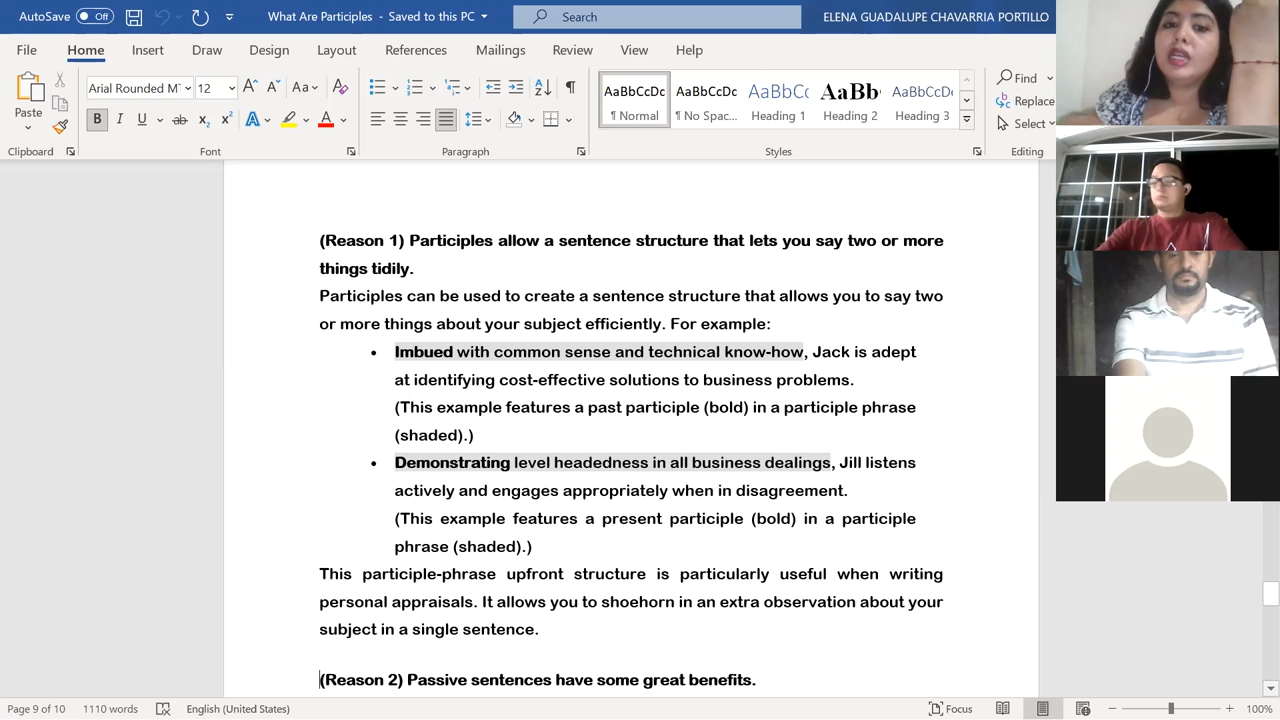 AutoSave Off What Are Participles - Saved to this PC Search ELENA GUADALUPE CHAVARRIA PORTILLO
File Home Insert Draw Design Layout References Mailings Review View Help
Paste Arial Rounded M 12 Aa AaBbCcDc AaBbCcDc AaBbCc AaBb AaBbCcD Find
¶ Normal ¶ No Spac... Heading 1 Heading 2 Heading 3 Replace
B I U ab x₂ x² A A Select
Clipboard Font Paragraph Styles Editing
(Reason 1) Participles allow a sentence structure that lets you say two or more
things tidily.
Participles can be used to create a sentence structure that allows you to say two
or more things about your subject efficiently. For example:
• Imbued with common sense and technical know-how, Jack is adept
at identifying cost-effective solutions to business problems.
(This example features a past participle (bold) in a participle phrase
(shaded).)
• Demonstrating level headedness in all business dealings, Jill listens
actively and engages appropriately when in disagreement.
(This example features a present participle (bold) in a participle
phrase (shaded).)
This participle-phrase upfront structure is particularly useful when writing
personal appraisals. It allows you to shoehorn in an extra observation about your
subject in a single sentence.
(Reason 2) Passive sentences have some great benefits.
Page 9 of 10 1110 words English (United States) Focus 100%